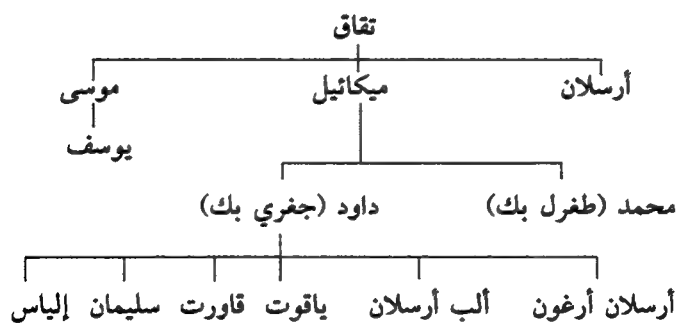 تقاق
أرسلان ميكائيل موسى
يوسف
محمد (طغرل بك) داود (جغري بك)
أرسلان أرغون ألب أرسلان ياقوت قاورت سليمان إلياس